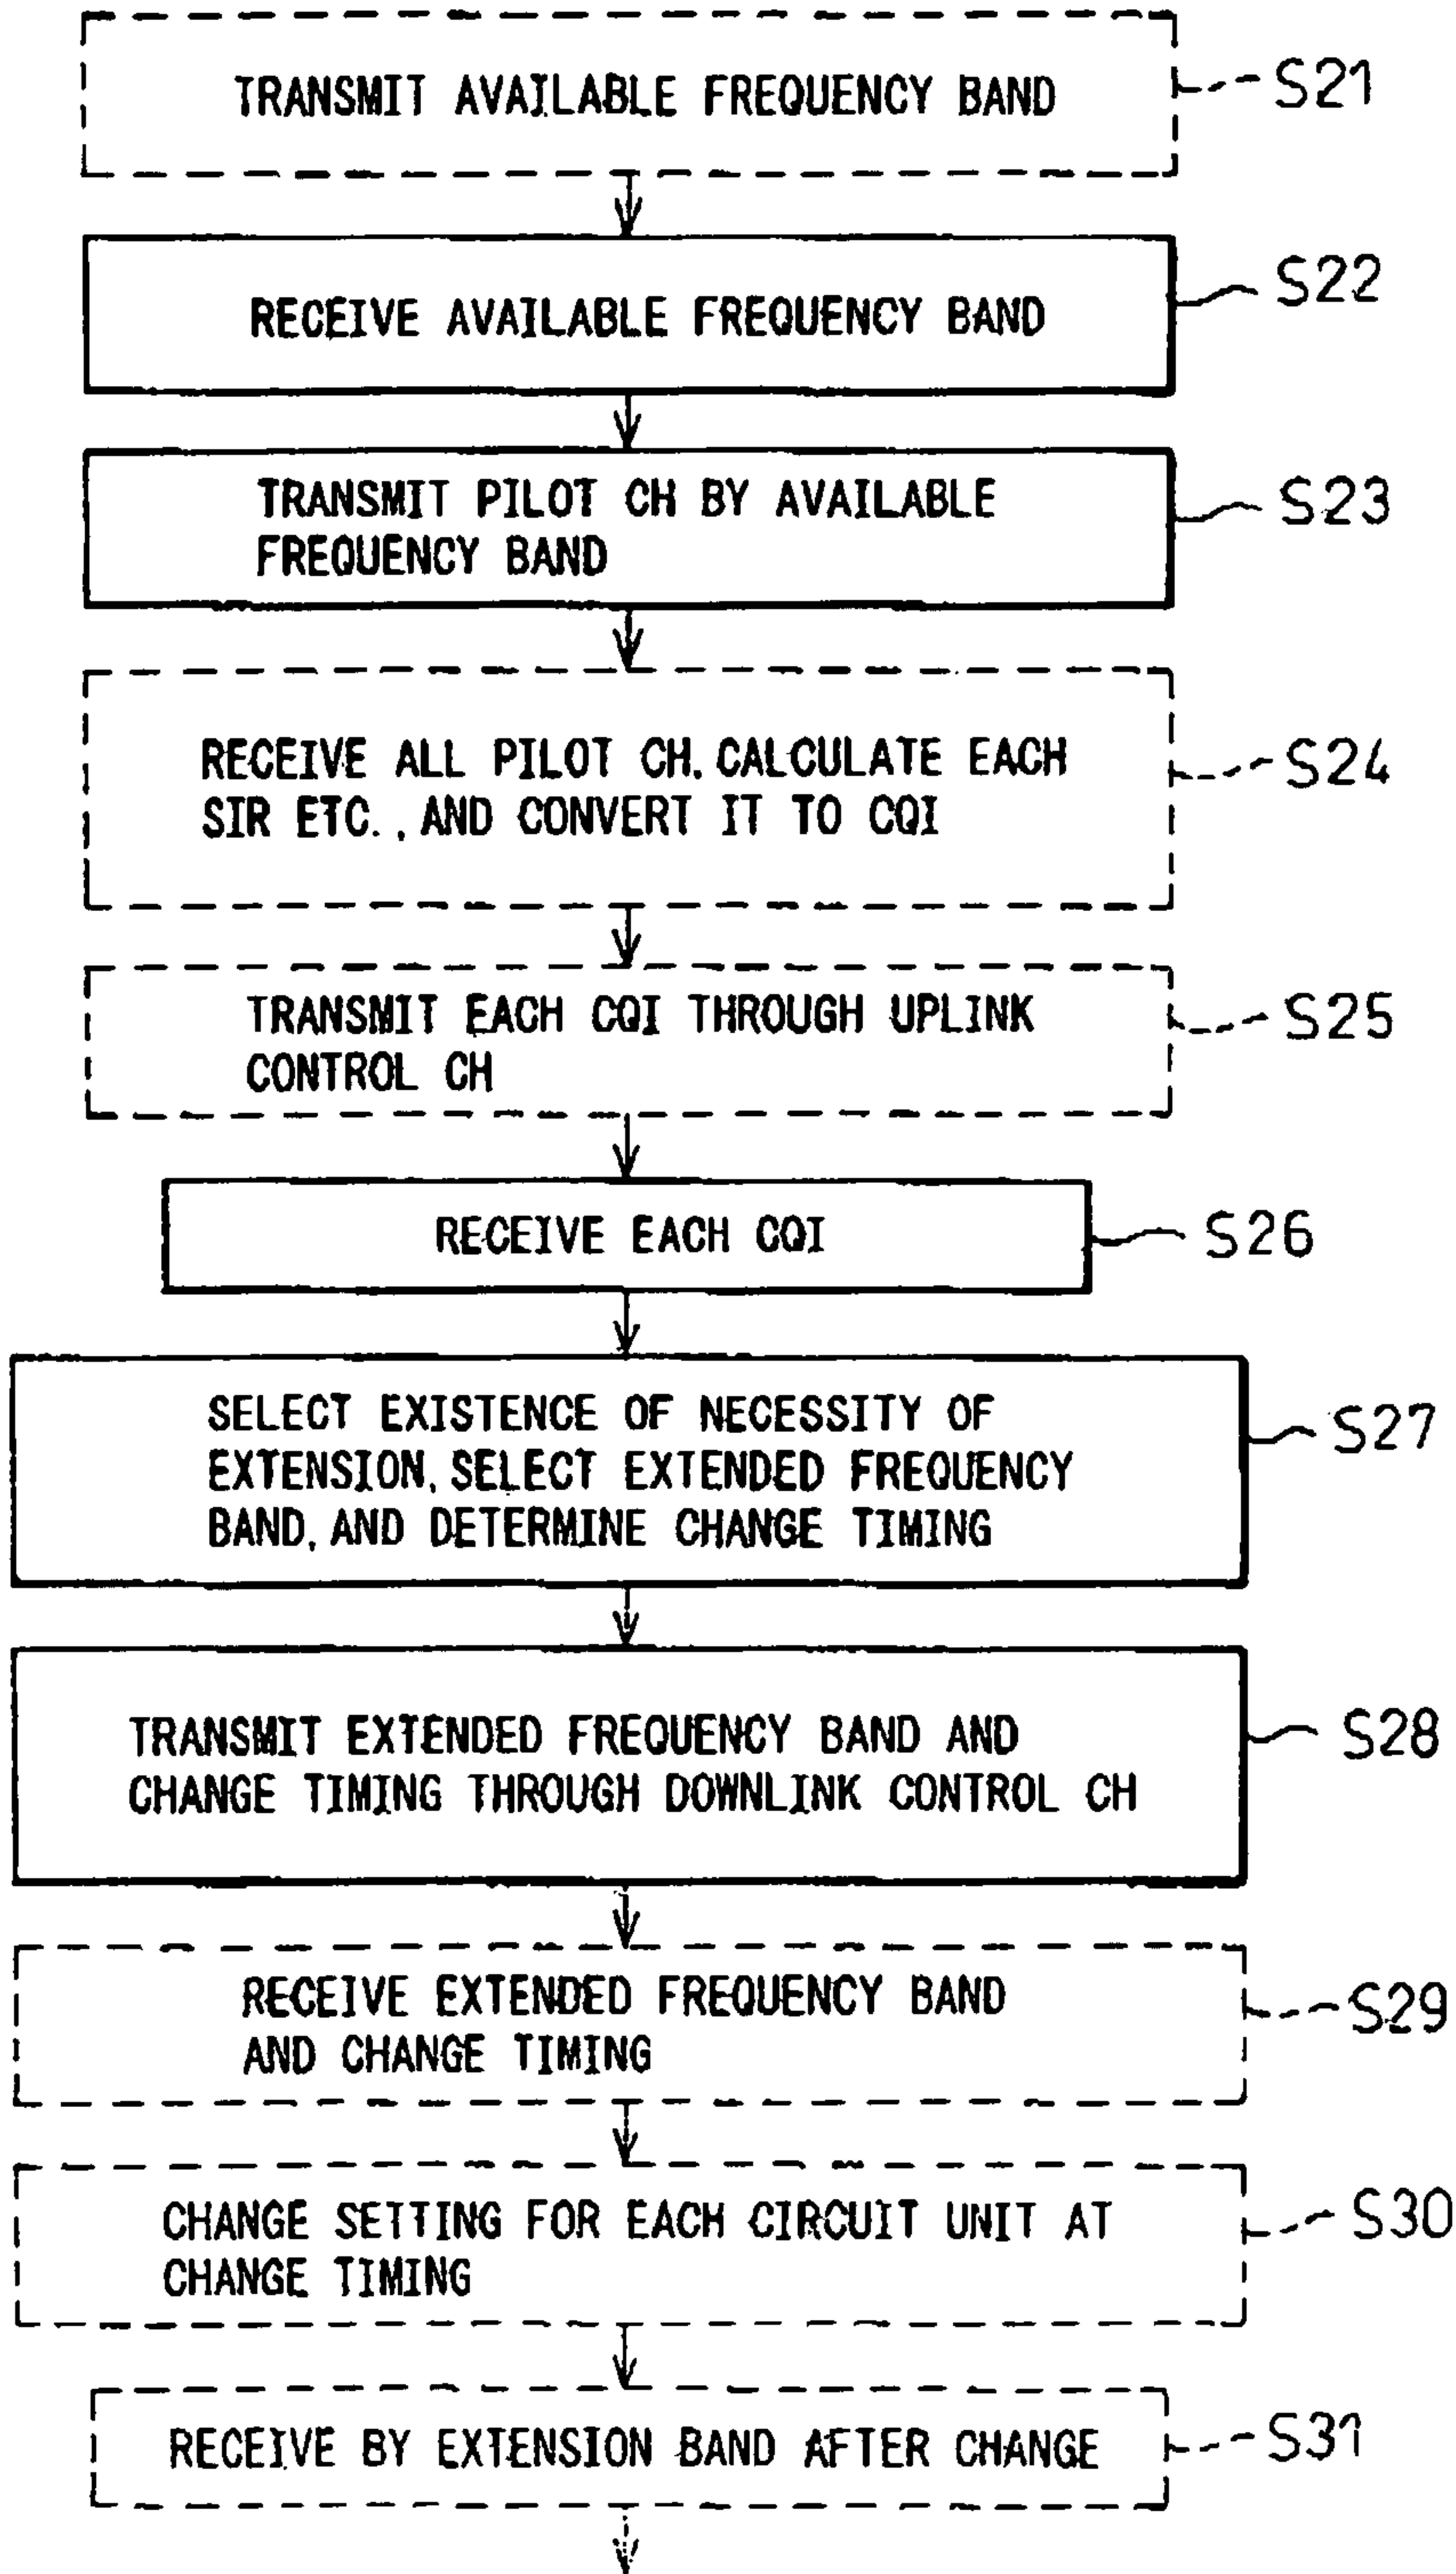 TRANSMIT AVAILABLE FREQUENCY BAND
S21
RECEIVE AVAILABLE FREQUENCY BAND
S22
TRANSMIT PILOT CH BY AVAILABLE
FREQUENCY BAND
S23
RECEIVE ALL PILOT CH, CALCULATE EACH
SIR ETC., AND CONVERT IT TO CQI
S24
TRANSMIT EACH CQI THROUGH UPLINK
CONTROL CH
S25
RECEIVE EACH CQI
S26
SELECT EXISTENCE OF NECESSITY OF
EXTENSION, SELECT EXTENDED FREQUENCY
BAND, AND DETERMINE CHANGE TIMING
S27
TRANSMIT EXTENDED FREQUENCY BAND AND
CHANGE TIMING THROUGH DOWNLINK CONTROL CH
S28
RECEIVE EXTENDED FREQUENCY BAND
AND CHANGE TIMING
S29
CHANGE SETTING FOR EACH CIRCUIT UNIT AT
CHANGE TIMING
S30
RECEIVE BY EXTENSION BAND AFTER CHANGE
S31